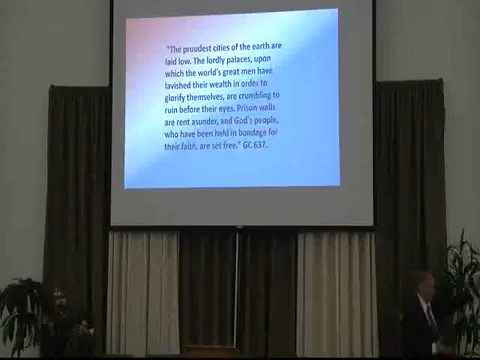 "The proudest cities of the earth are
laid low. The lordly palaces, upon
which the world's great men have
lavished their wealth in order to
glorify themselves, are crumbling to
ruin before their eyes. Prison walls
are rent asunder, and God's people,
who have been held in bondage for
their faith, are set free." GC 637.